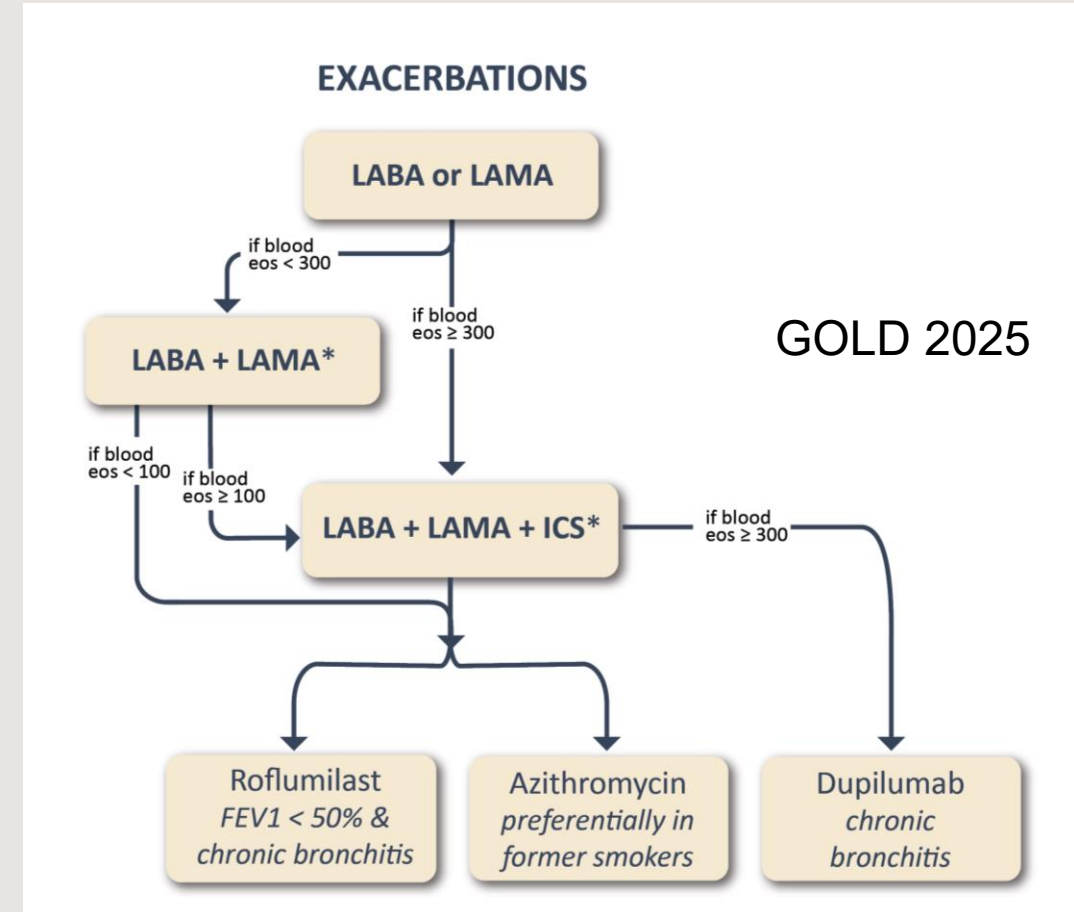 EXACERBATIONS
LABA or LAMA
if blood
eos < 300
if blood
eos ≥ 300
GOLD 2025
LABA + LAMA*
if blood
eos < 100
if blood
eos ≥ 100
LABA + LAMA + ICS*
if blood
eos ≥ 300
Roflumilast
FEV1 < 50% &
chronic bronchitis
Azithromycin
preferentially in
former smokers
Dupilumab
chronic
bronchitis